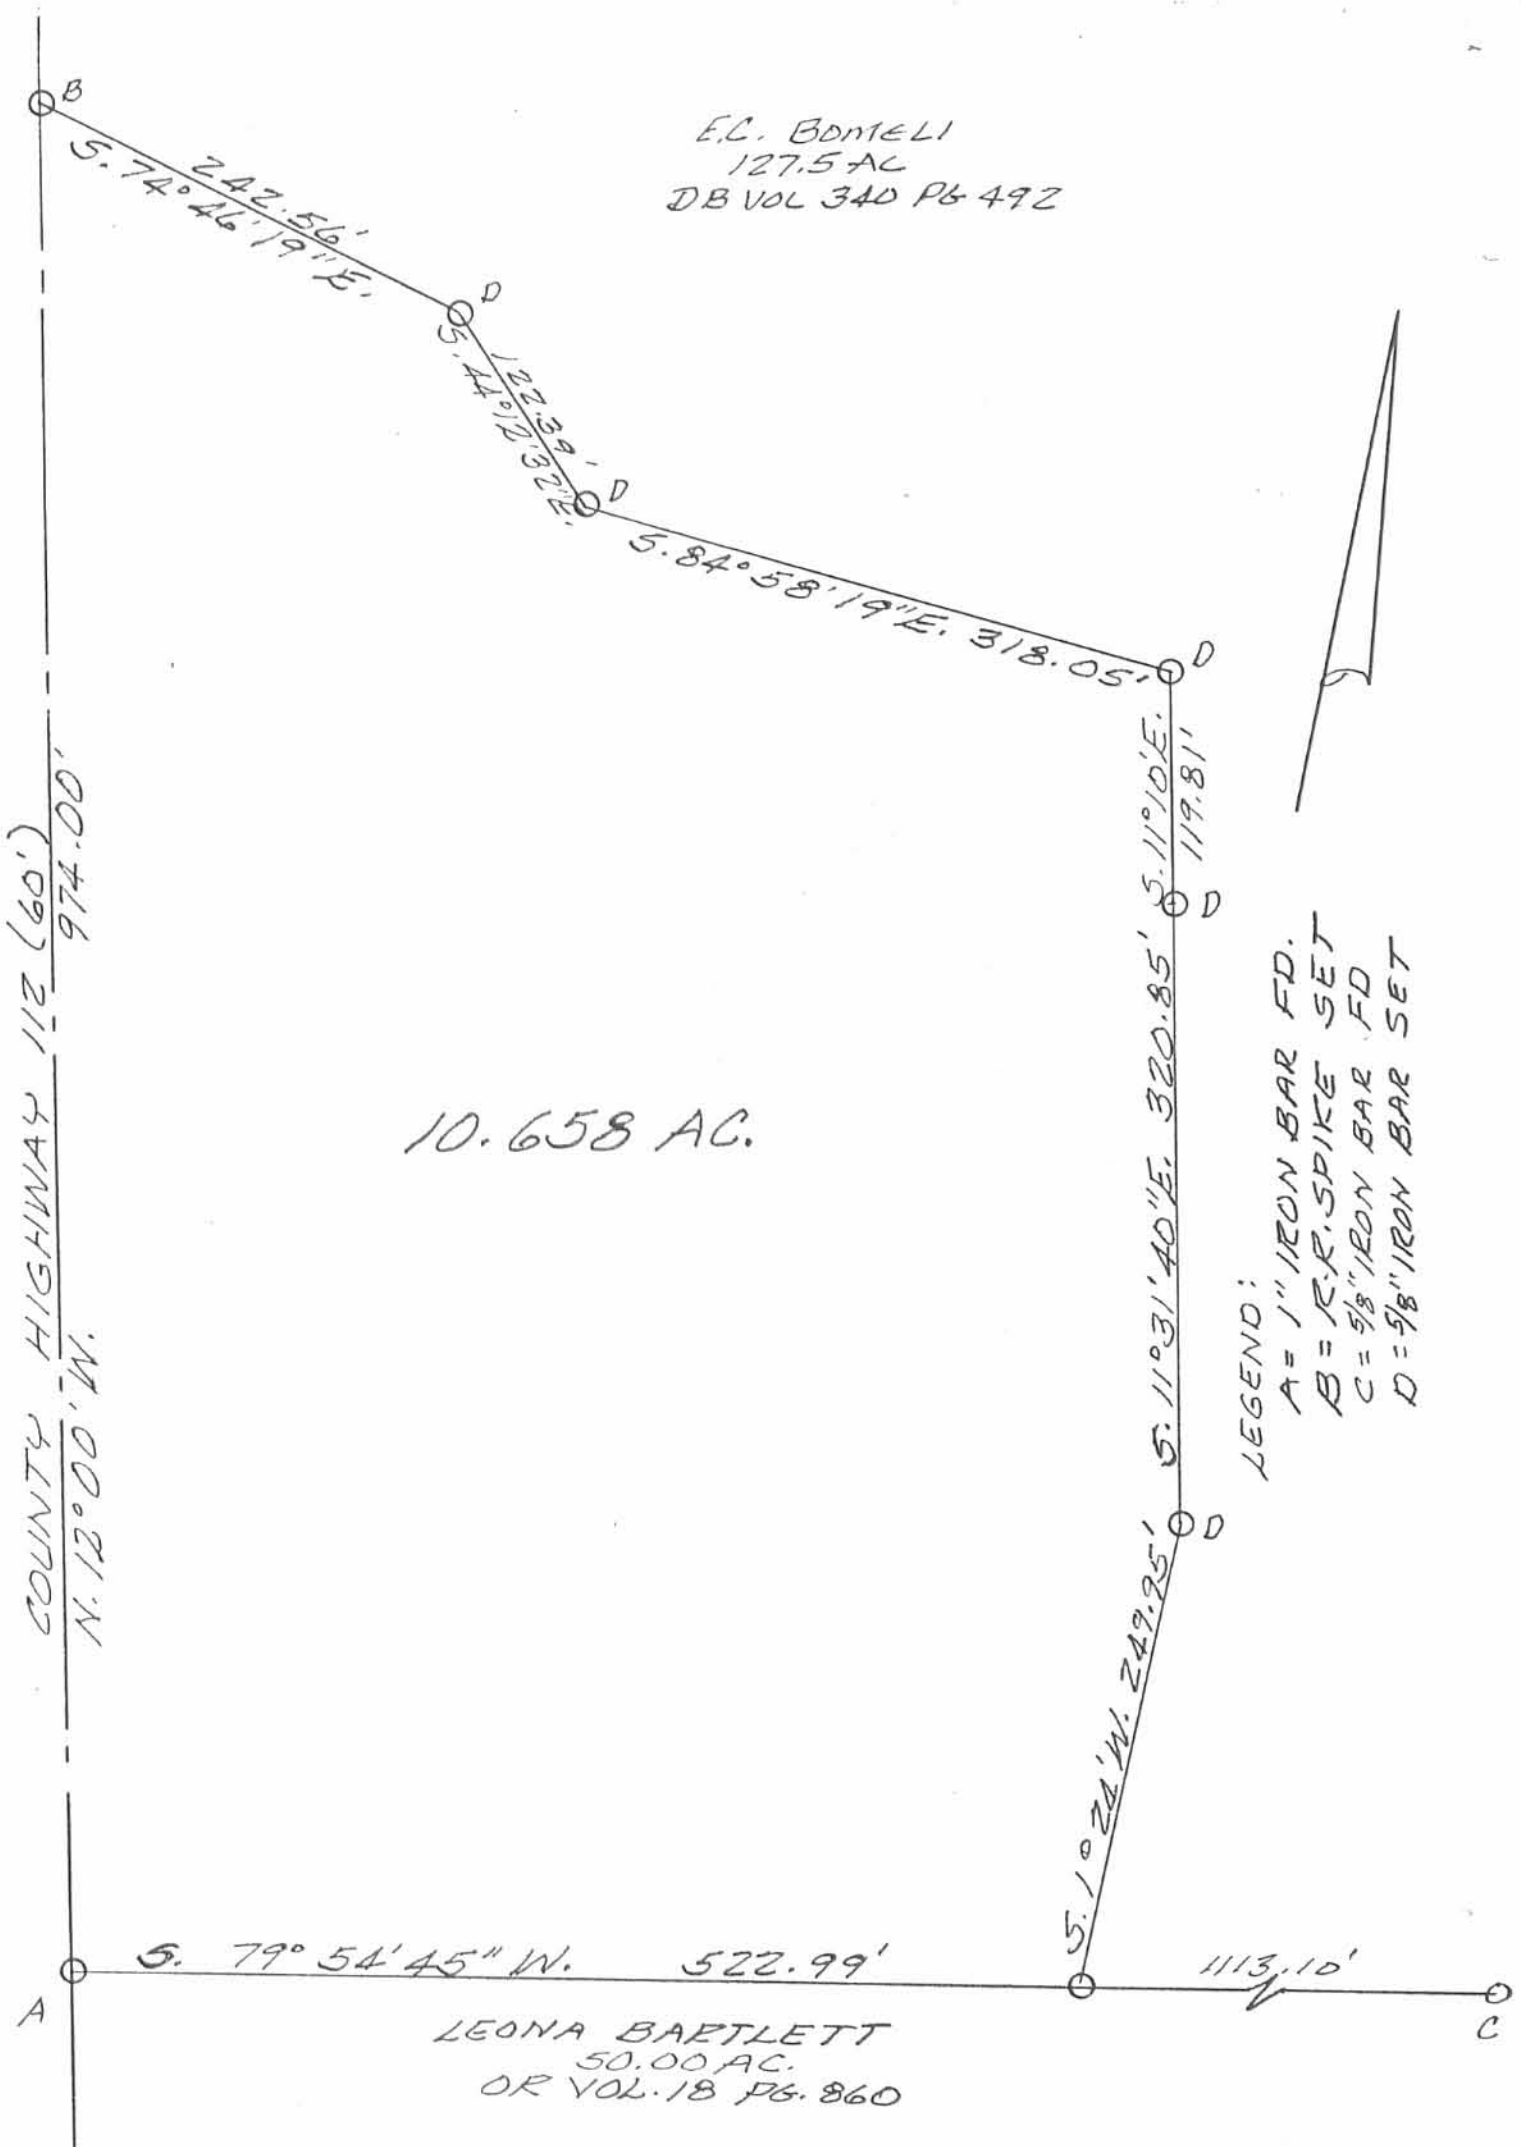 B
242.56'
S. 74° 46' 19" E.
E.C. BOMELI
127.5 AC
DB VOL 340 PG 492
D
122.39'
S. 44° 12' 32" E.
D
S. 84° 58' 19" E. 318.05'
D
S. 11° 10' E.
119.81'
D
COUNTY HIGHWAY 112 (60')
N. 12° 00' W. 974.00'
10.658 AC.
S. 11° 31' 40" E. 320.85'
LEGEND:
A = 1" IRON BAR FD.
B = R.R. SPIKE SET
C = 5/8" IRON BAR FD
D = 5/8" IRON BAR SET
D
S. 1° 24' W. 249.95'
S. 79° 54' 45" W. 522.99'
1113.10'
A
C
LEONA BARTLETT
50.00 AC.
OR VOL. 18 PG. 860